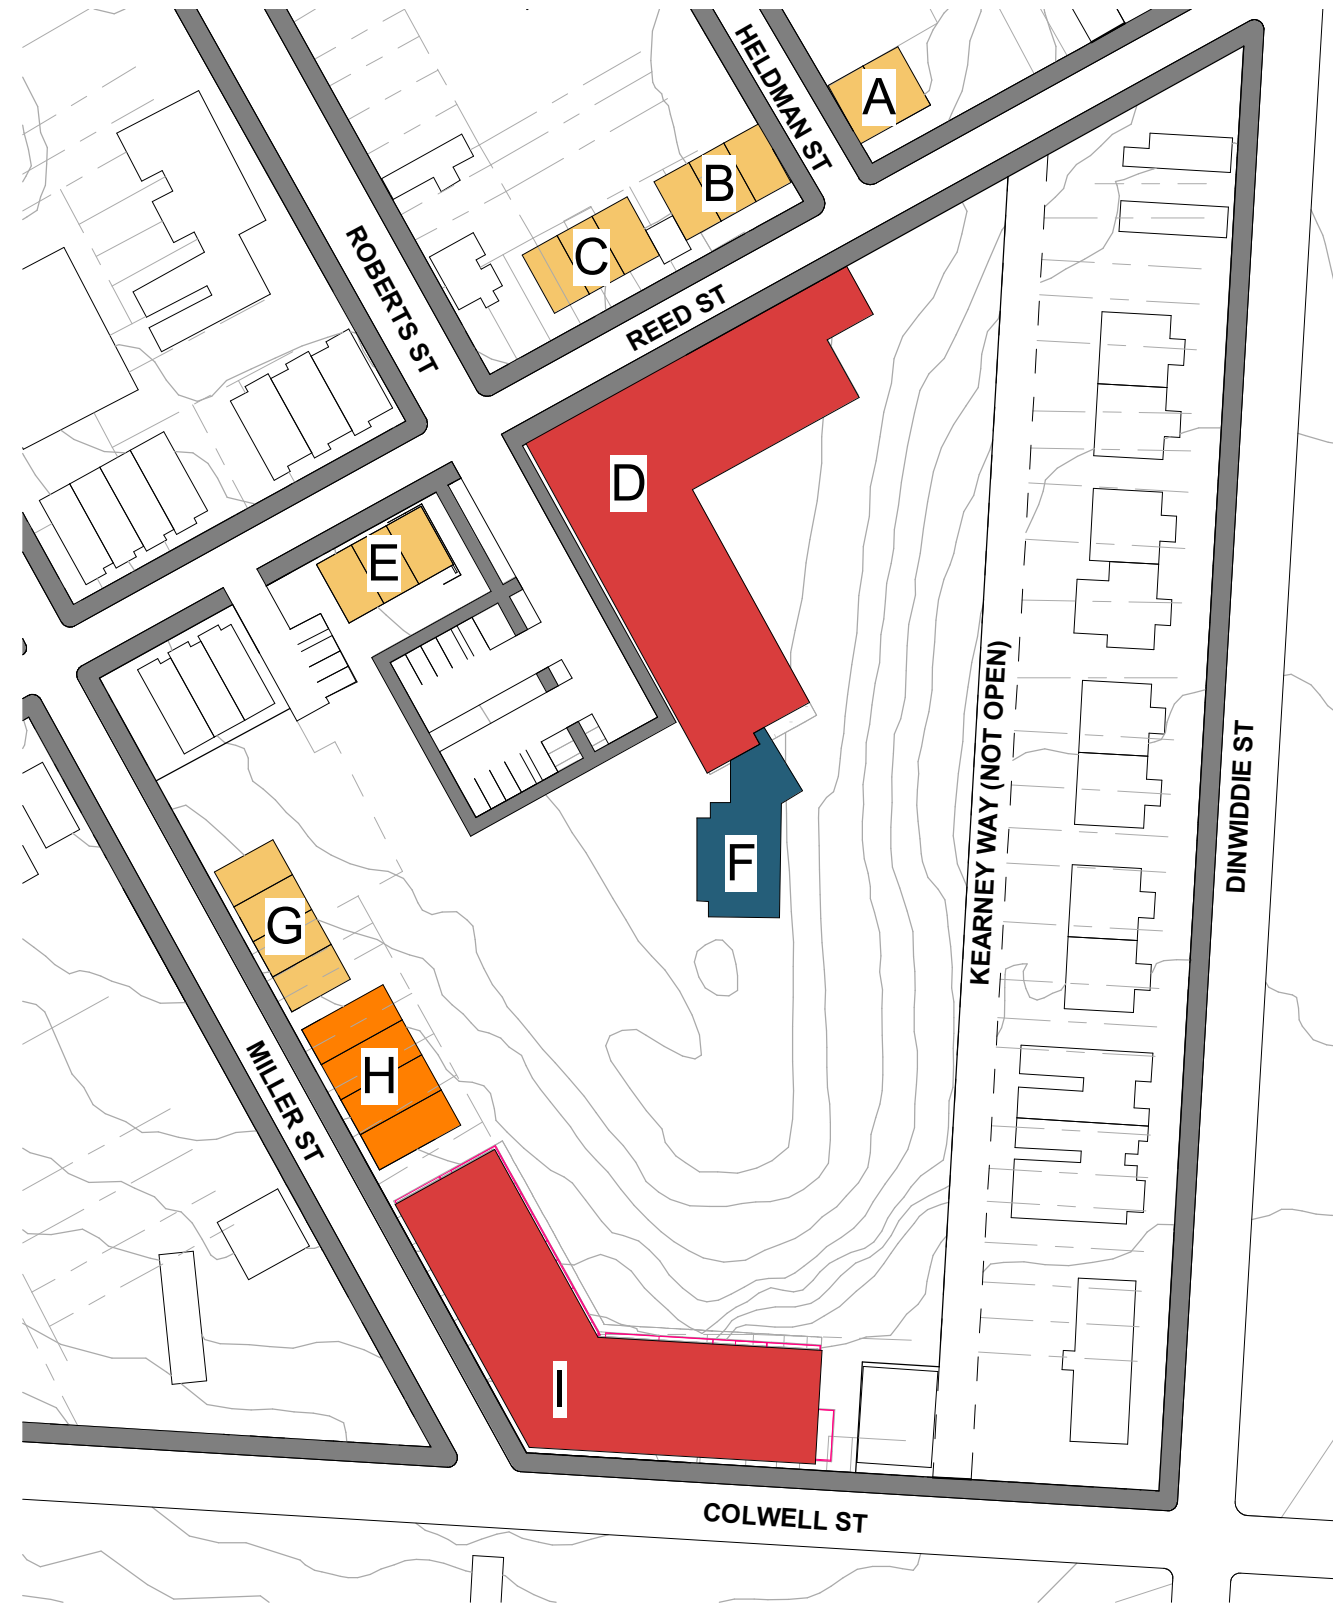 HELDMAN ST
A
B
ROBERTS ST
C
REED ST
D
E
KEARNEY WAY (NOT OPEN)
DINWIDDIE ST
F
G
MILLER ST
H
I
COLWELL ST